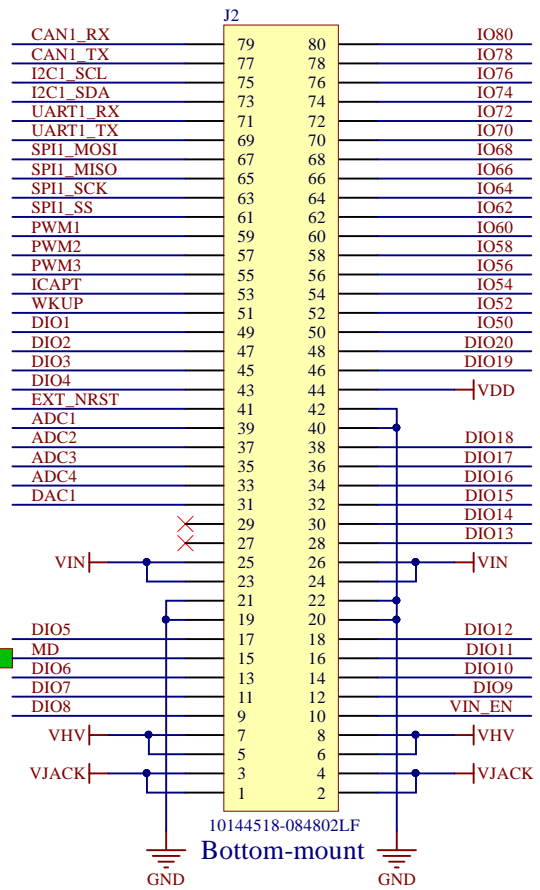 J2
CAN1_RX 79 80 IO80
CAN1_TX 77 78 IO78
I2C1_SCL 75 76 IO76
I2C1_SDA 73 74 IO74
UART1_RX 71 72 IO72
UART1_TX 69 70 IO70
SPI1_MOSI 67 68 IO68
SPI1_MISO 65 66 IO66
SPI1_SCK 63 64 IO64
SPI1_SS 61 62 IO62
PWM1 59 60 IO60
PWM2 57 58 IO58
PWM3 55 56 IO56
ICAPT 53 54 IO54
WKUP 51 52 IO52
DIO1 49 50 IO50
DIO2 47 48 DIO20
DIO3 45 46 DIO19
DIO4 43 44 VDD
EXT_NRST 41 42
ADC1 39 40
ADC2 37 38 DIO18
ADC3 35 36 DIO17
ADC4 33 34 DIO16
DAC1 31 32 DIO15
29 30 DIO14
27 28 DIO13
VIN 25 26 VIN
23 24
21 22
19 20
DIO5 17 18 DIO12
MD 15 16 DIO11
DIO6 13 14 DIO10
DIO7 11 12 DIO9
DIO8 9 10 VIN_EN
VHV 7 8 VHV
5 6
VJACK 3 4 VJACK
1 2
10144518-084802LF
Bottom-mount
GND GND